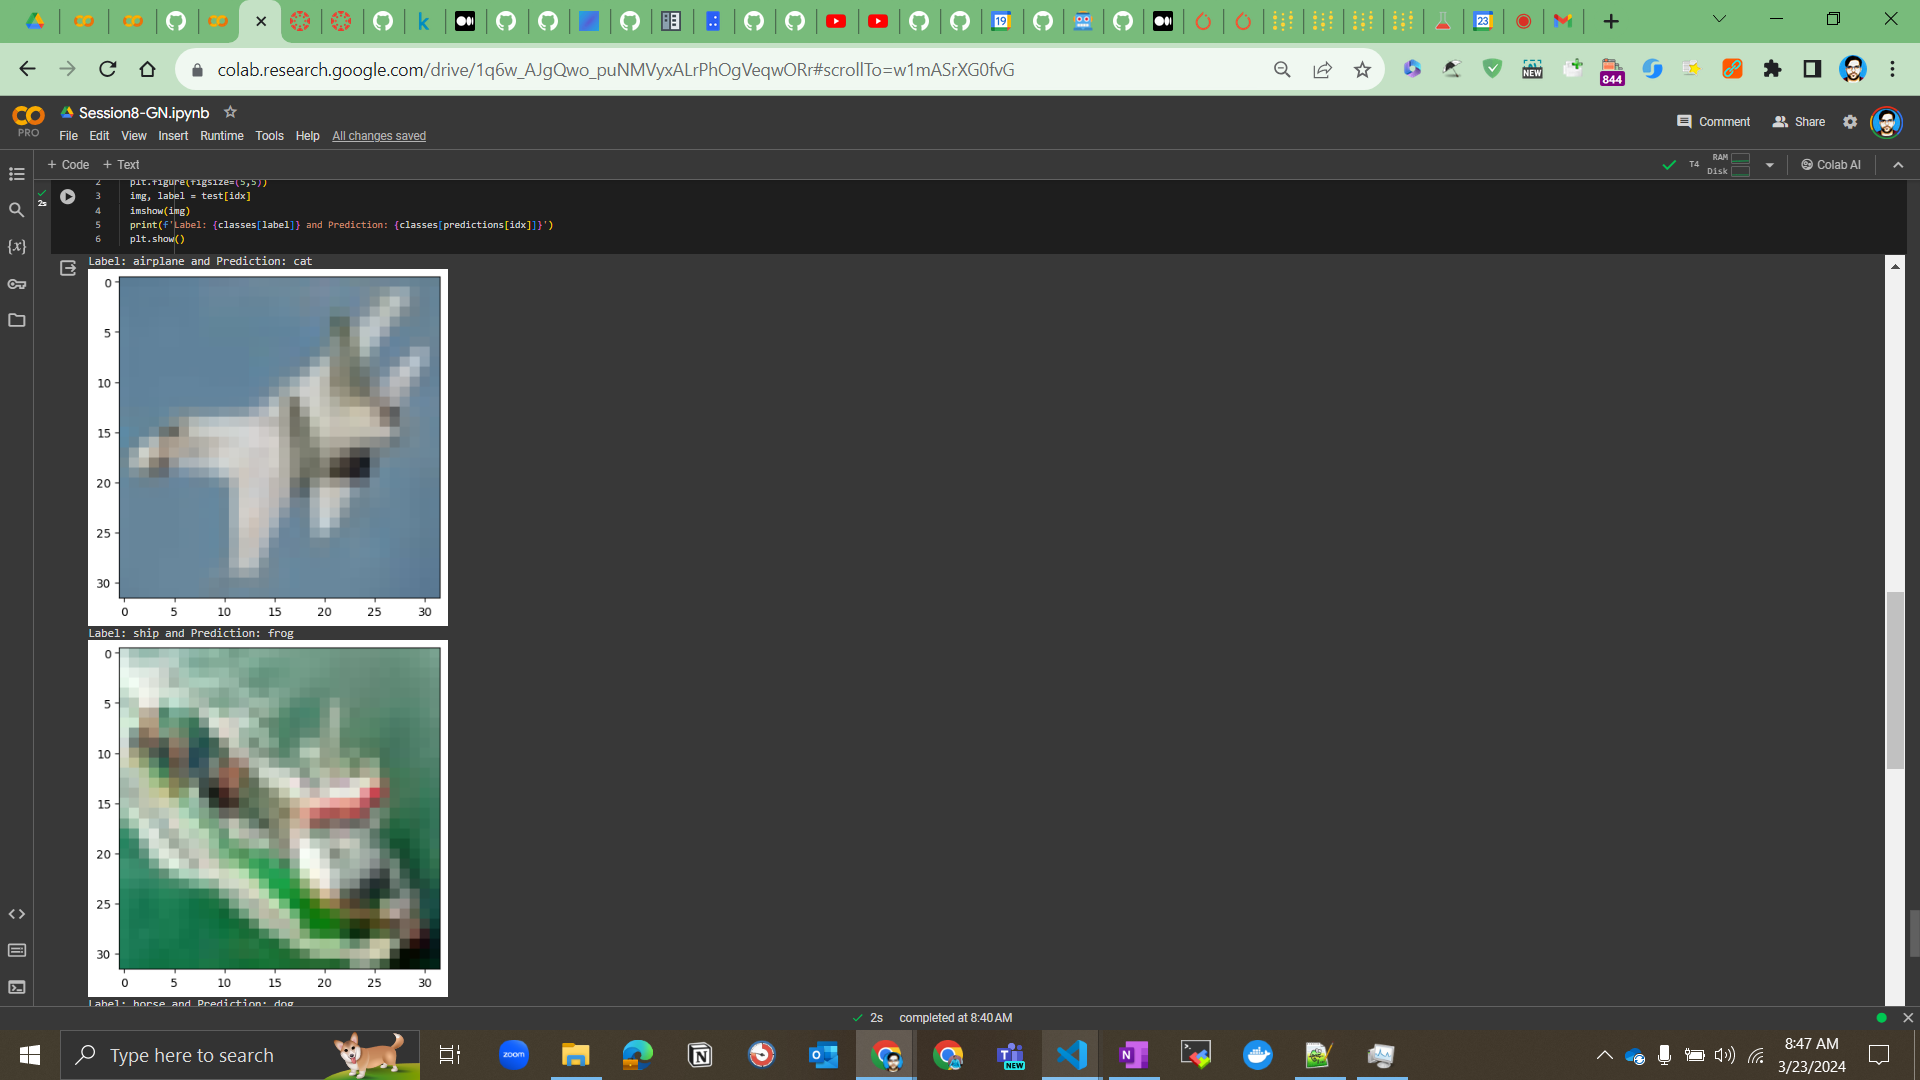 colab.research.google.com/drive/1q6w_AJgQwo_puNMVyxALrPhOgVeqwORr#scrollTo=w1mASrXG0fvG
844
CO
PRO
Session8-GN.ipynb
Comment
Share
File Edit View Insert Runtime Tools Help All changes saved
+ Code + Text
T4
RAM
Disk
Colab AI
2s
2 plt.figure(figsize=(5,5))
3 img, label = test[idx]
4 imshow(img)
5 print(f'Label: {classes[label]} and Prediction: {classes[predictions[idx]]}')
6 plt.show()
Label: airplane and Prediction: cat
0
5
10
15
20
25
30
0 5 10 15 20 25 30
Label: ship and Prediction: frog
0
5
10
15
20
25
30
0 5 10 15 20 25 30
Label: horse and Prediction: dog
2s completed at 8:40 AM
Type here to search
zoom
NEW
8:47 AM
3/23/2024